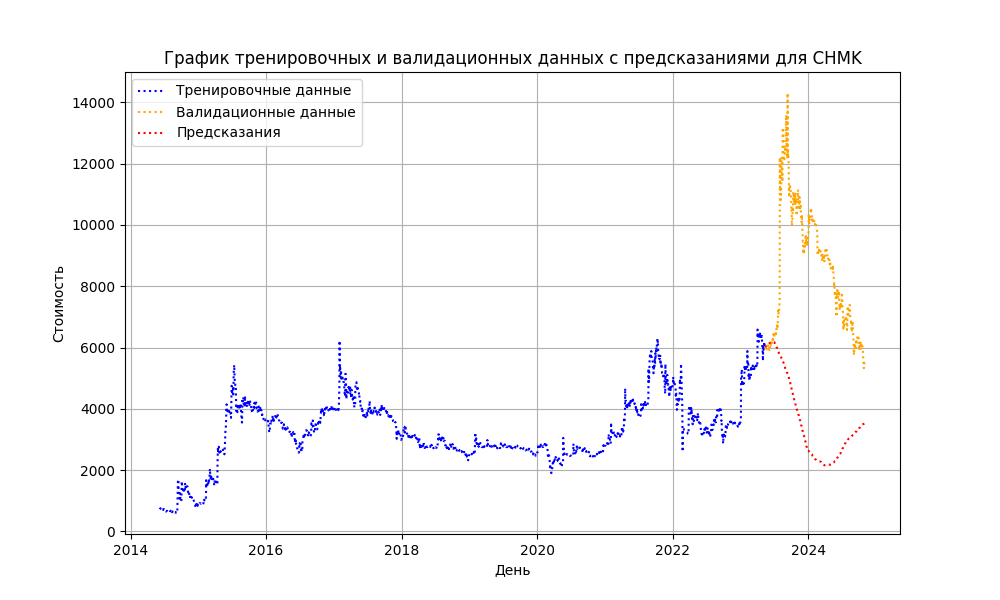 График тренировочных и валидационных данных с предсказаниями для CHMK
Тренировочные данные
Валидационные данные
Предсказания
Стоимость
14000
12000
10000
8000
6000
4000
2000
0
2014 2016 2018 2020 2022 2024
День